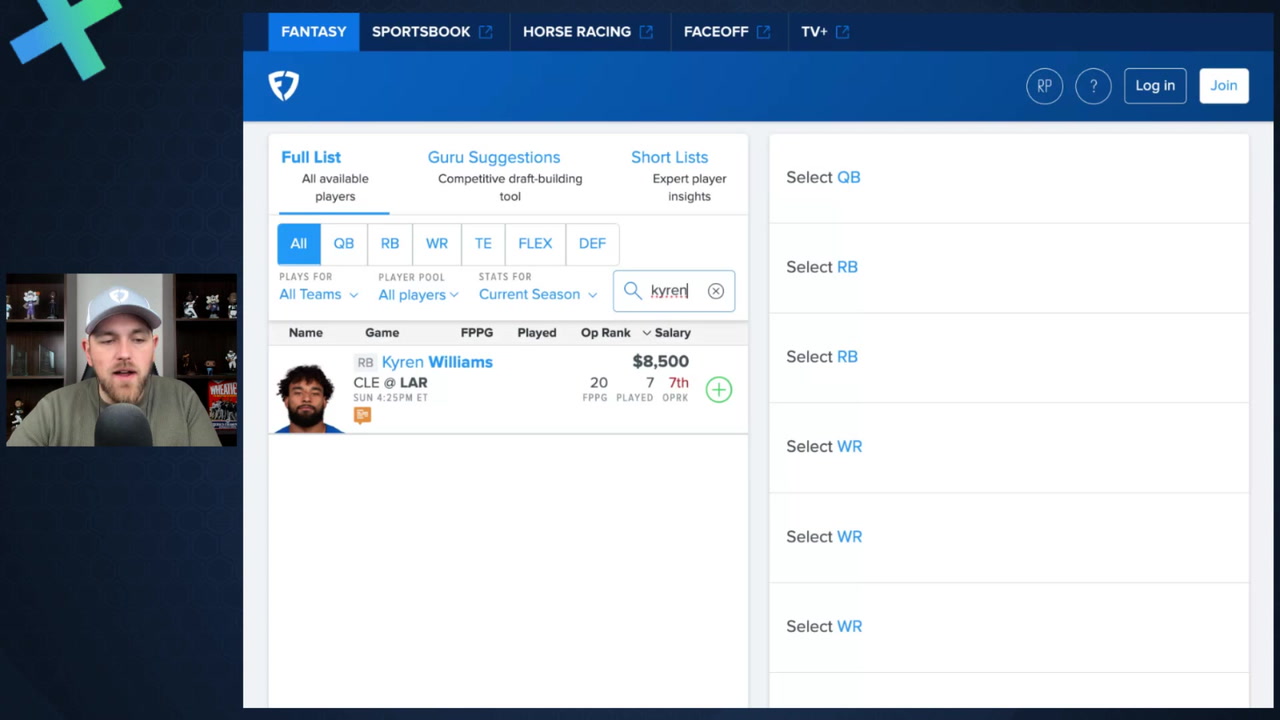 FANTASY SPORTSBOOK HORSE RACING FACEOFF TV+
RP ? Log in Join
Full List Guru Suggestions Short Lists
All available Competitive draft-building Expert player
players tool insights
All QB RB WR TE FLEX DEF
PLAYS FOR PLAYER POOL STATS FOR
All Teams All players Current Season kyren
Name Game FPPG Played Op Rank Salary
RB Kyren Williams $8,500
CLE @ LAR 20 7 7th
SUN 4:25PM ET FPPG PLAYED OPRK
Select QB
Select RB
Select RB
Select WR
Select WR
Select WR
WHEATIES